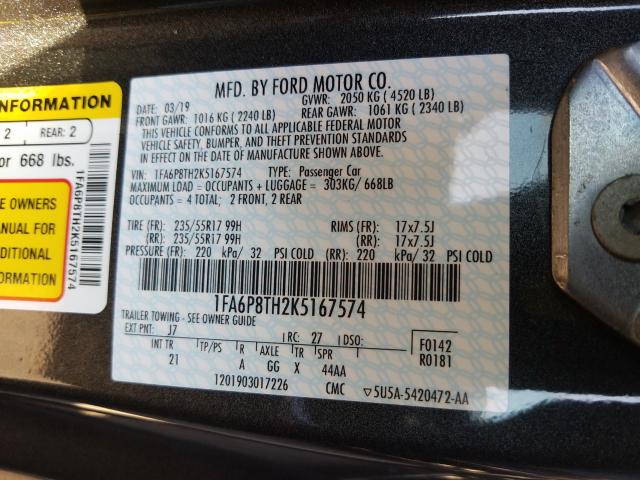 INFORMATION
2 REAR: 2
or 668 lbs.
E OWNERS
ANUAL FOR
DDITIONAL
FORMATION
1FA6P8TH2K5167574
MFD. BY FORD MOTOR CO.
DATE: 03/19 GVWR: 2050 KG (4520 LB)
FRONT GAWR: 1016 KG (2240 LB) REAR GAWR: 1061 KG (2340 LB)
THIS VEHICLE CONFORMS TO ALL APPLICABLE FEDERAL MOTOR
VEHICLE SAFETY, BUMPER, AND THEFT PREVENTION STANDARDS
IN EFFECT ON THE DATE OF MANUFACTURE SHOWN ABOVE.
VIN: 1FA6P8TH2K5167574 TYPE: Passenger Car
MAXIMUM LOAD = OCCUPANTS + LUGGAGE = 303KG/ 668LB
OCCUPANTS = 4 TOTAL; 2 FRONT, 2 REAR
TIRE (FR): 235/55R17 99H RIMS (FR): 17x7.5J
(RR): 235/55R17 99H (RR): 17x7.5J
PRESSURE (FR): 220 kPa/ 32 PSI COLD (RR): 220 kPa/ 32 PSI COLD
1FA6P8TH2K5167574
TRAILER TOWING - SEE OWNER GUIDE
EXT PNT: J7 RC: 27 DSO: F0142
INT TR TP/PS R AXLE TR SPR R0181
21 A GG X 44AA
1201903017226 CMC ▽5U5A-5420472-AA